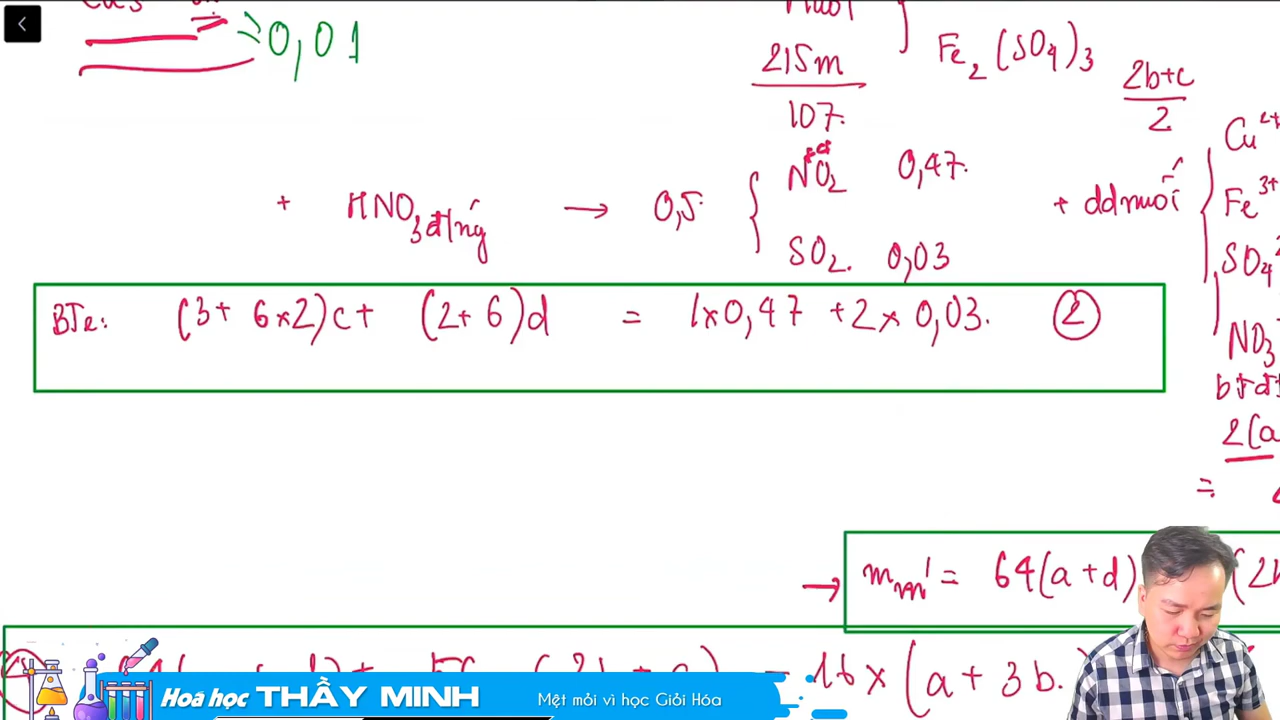 0,01
215m
107
Fe2(SO4)3
2b+c
2
+ HNO3 → 0,5 { NO2 0,47
SO2 0,03
+ dd muối { Cu2+
Fe3+
SO4
NO3
BTe: (3+ 6×2)c + (2+ 6)d = 1×0,47 + 2× 0,03. ②
2(a
=
→ mm' = 64(a+d)
16× (a + 3b
Hoá học THẦY MINH
Mệt mỏi vì học Giỏi Hóa